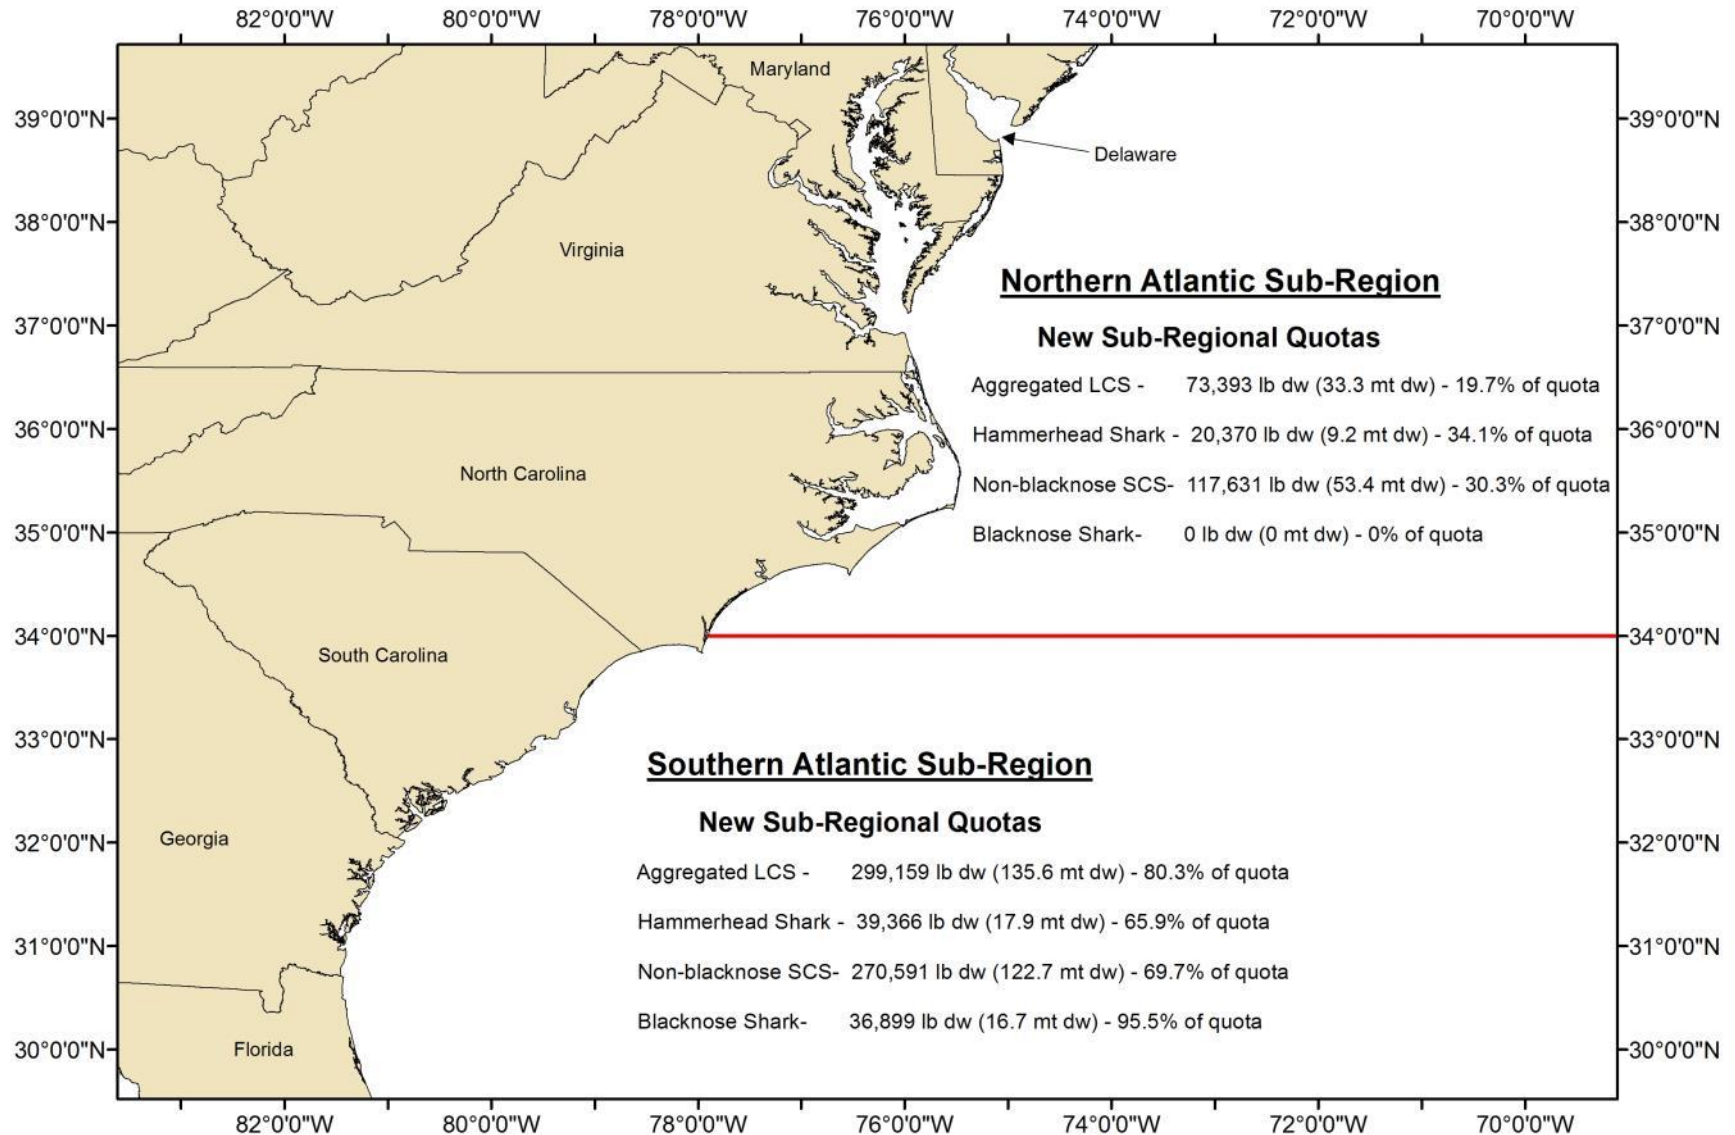 82°0'0"W 80°0'0"W 78°0'0"W 76°0'0"W 74°0'0"W 72°0'0"W 70°0'0"W
Maryland
39°0'0"N 39°0'0"N
Delaware
38°0'0"N 38°0'0"N
Virginia
Northern Atlantic Sub-Region
37°0'0"N 37°0'0"N
New Sub-Regional Quotas
Aggregated LCS - 73,393 lb dw (33.3 mt dw) - 19.7% of quota
36°0'0"N 36°0'0"N
Hammerhead Shark - 20,370 lb dw (9.2 mt dw) - 34.1% of quota
North Carolina
Non-blacknose SCS- 117,631 lb dw (53.4 mt dw) - 30.3% of quota
35°0'0"N 35°0'0"N
Blacknose Shark- 0 lb dw (0 mt dw) - 0% of quota
34°0'0"N 34°0'0"N
South Carolina
33°0'0"N 33°0'0"N
Southern Atlantic Sub-Region
New Sub-Regional Quotas
32°0'0"N 32°0'0"N
Georgia
Aggregated LCS - 299,159 lb dw (135.6 mt dw) - 80.3% of quota
Hammerhead Shark - 39,366 lb dw (17.9 mt dw) - 65.9% of quota
31°0'0"N 31°0'0"N
Non-blacknose SCS- 270,591 lb dw (122.7 mt dw) - 69.7% of quota
Blacknose Shark- 36,899 lb dw (16.7 mt dw) - 95.5% of quota
30°0'0"N 30°0'0"N
Florida
82°0'0"W 80°0'0"W 78°0'0"W 76°0'0"W 74°0'0"W 72°0'0"W 70°0'0"W